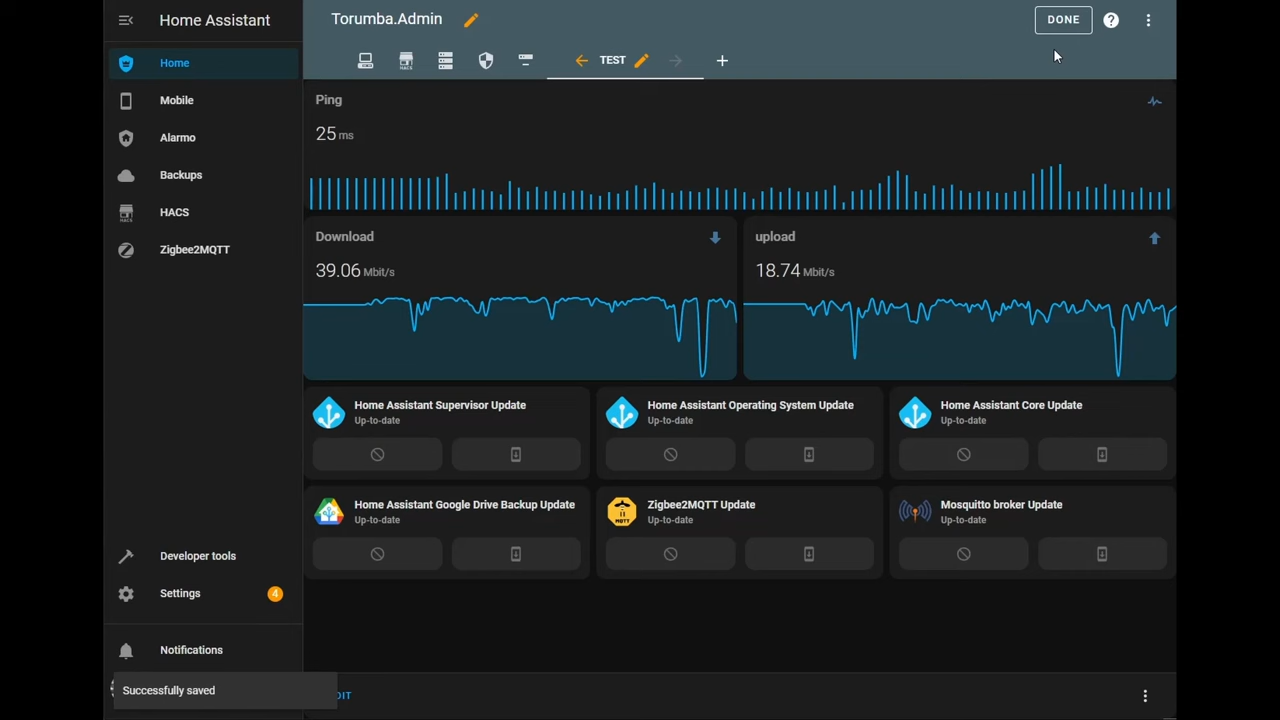 Home Assistant
Home
Mobile
Alarmo
Backups
HACS
Zigbee2MQTT
Developer tools
Settings
4
Notifications
Successfully saved
Torumba.Admin
DONE
?
HACS
TEST
Ping
25 ms
Download
39.06 Mbit/s
upload
18.74 Mbit/s
Home Assistant Supervisor Update
Up-to-date
Home Assistant Operating System Update
Up-to-date
Home Assistant Core Update
Up-to-date
Home Assistant Google Drive Backup Update
Up-to-date
MQTT
Zigbee2MQTT Update
Up-to-date
Mosquitto broker Update
Up-to-date